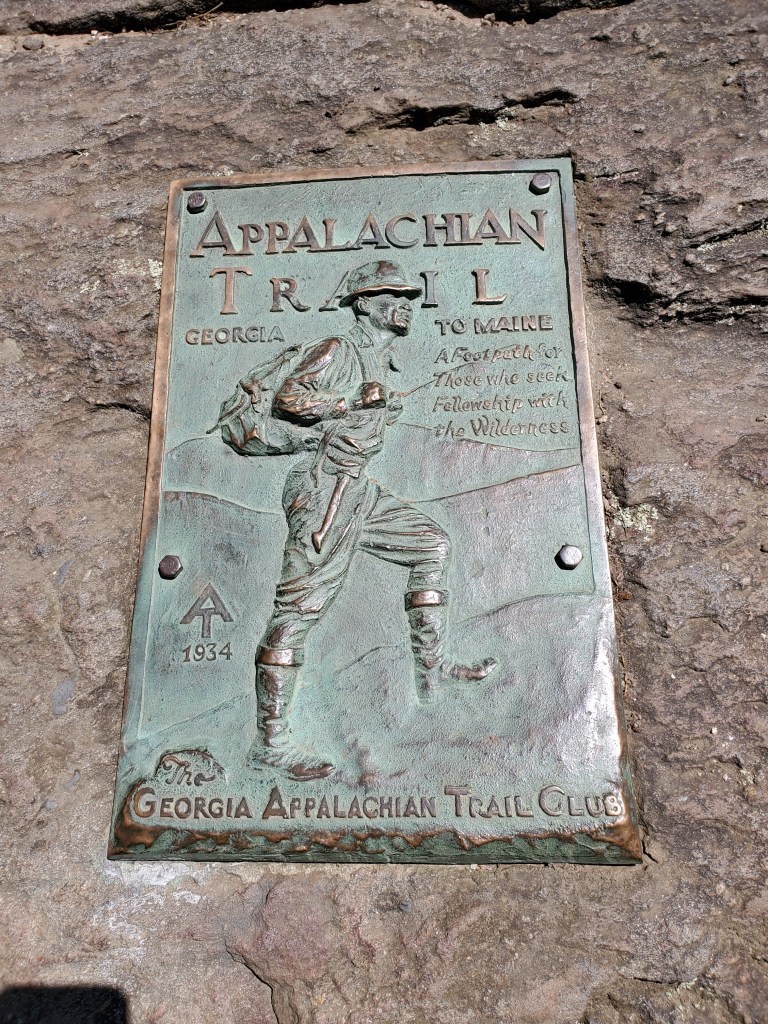 APPALACHIAN
TRAIL
GEORGIA TO MAINE
A Footpath for
Those who seek
Fellowship with
the Wilderness
AT
1934
The
GEORGIA APPALACHIAN TRAIL CLUB